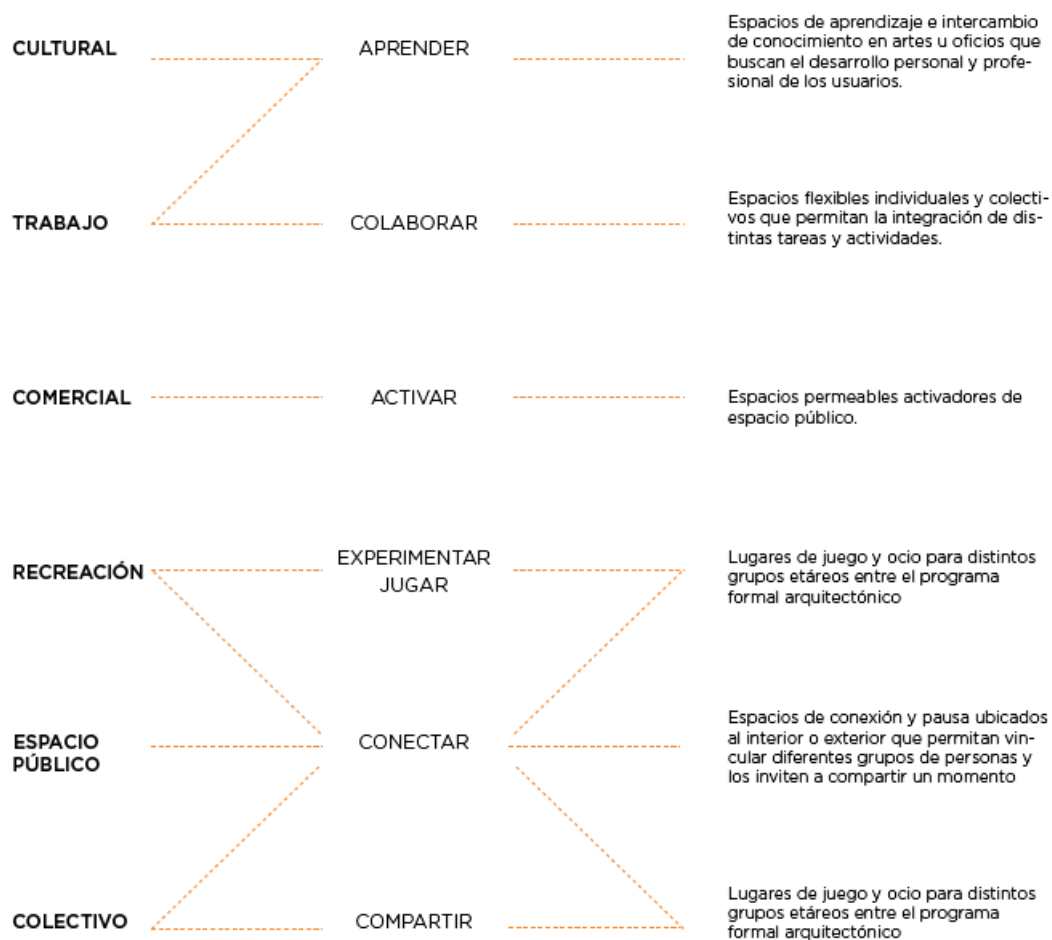 CULTURAL
APRENDER
Espacios de aprendizaje e intercambio
de conocimiento en artes u oficios que
buscan el desarrollo personal y profe-
sional de los usuarios.
TRABAJO
COLABORAR
Espacios flexibles individuales y colecti-
vos que permitan la integración de dis-
tintas tareas y actividades.
COMERCIAL
ACTIVAR
Espacios permeables activadores de
espacio público.
RECREACIÓN
EXPERIMENTAR
JUGAR
Lugares de juego y ocio para distintos
grupos etáreos entre el programa
formal arquitectónico
ESPACIO
PÚBLICO
CONECTAR
Espacios de conexión y pausa ubicados
al interior o exterior que permitan vin-
cular diferentes grupos de personas y
los inviten a compartir un momento
COLECTIVO
COMPARTIR
Lugares de juego y ocio para distintos
grupos etáreos entre el programa
formal arquitectónico